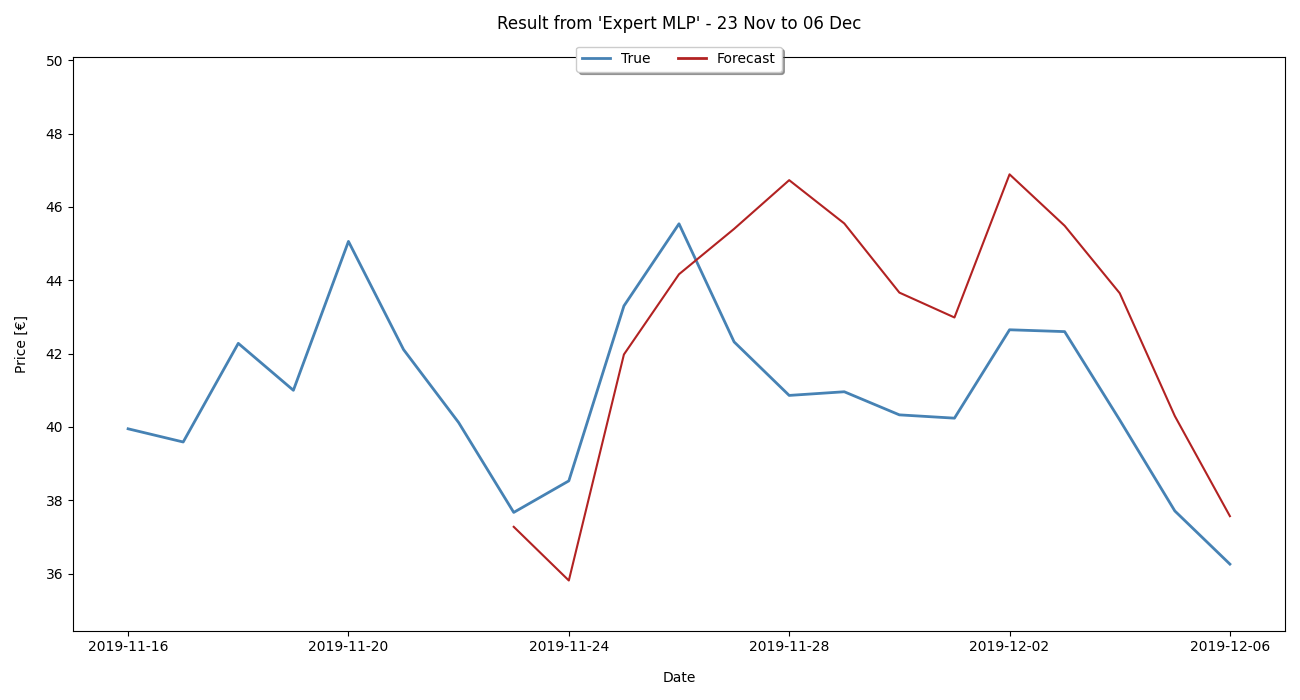 Result from 'Expert MLP' - 23 Nov to 06 Dec
True Forecast
50
48
46
44
42
40
38
36
Price [€]
2019-11-16 2019-11-20 2019-11-24 2019-11-28 2019-12-02 2019-12-06
Date